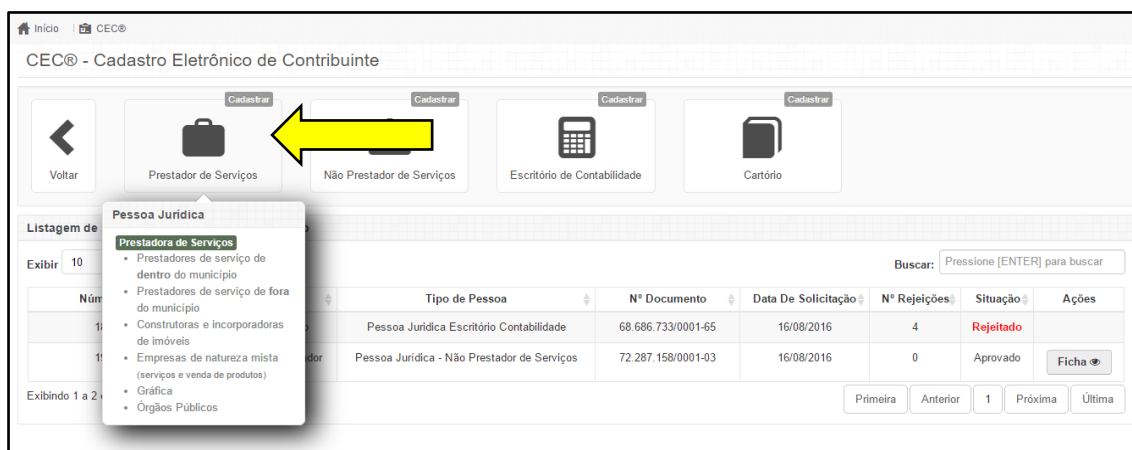 Início CEC®
CEC® - Cadastro Eletrônico de Contribuinte
Cadastrar Cadastrar Cadastrar Cadastrar
Voltar Prestador de Serviços Não Prestador de Serviços Escritório de Contabilidade Cartório
Pessoa Jurídica
Listagem de
Prestadora de Serviços
• Prestadores de serviço de
dentro do município
• Prestadores de serviço de fora
do município
• Construtoras e incorporadoras
de imóveis
• Empresas de natureza mista
(serviços e venda de produtos)
• Gráfica
• Órgãos Públicos
Exibir 10 Buscar: Pressione [ENTER] para buscar
Tipo de Pessoa Nº Documento Data De Solicitação Nº Rejeições Situação Ações
Pessoa Juridica Escritório Contabilidade 68.686.733/0001-65 16/08/2016 4 Rejeitado
Pessoa Jurídica - Não Prestador de Serviços 72.287.158/0001-03 16/08/2016 0 Aprovado Ficha
Exibindo 1 a 2 Primeira Anterior 1 Próxima Última